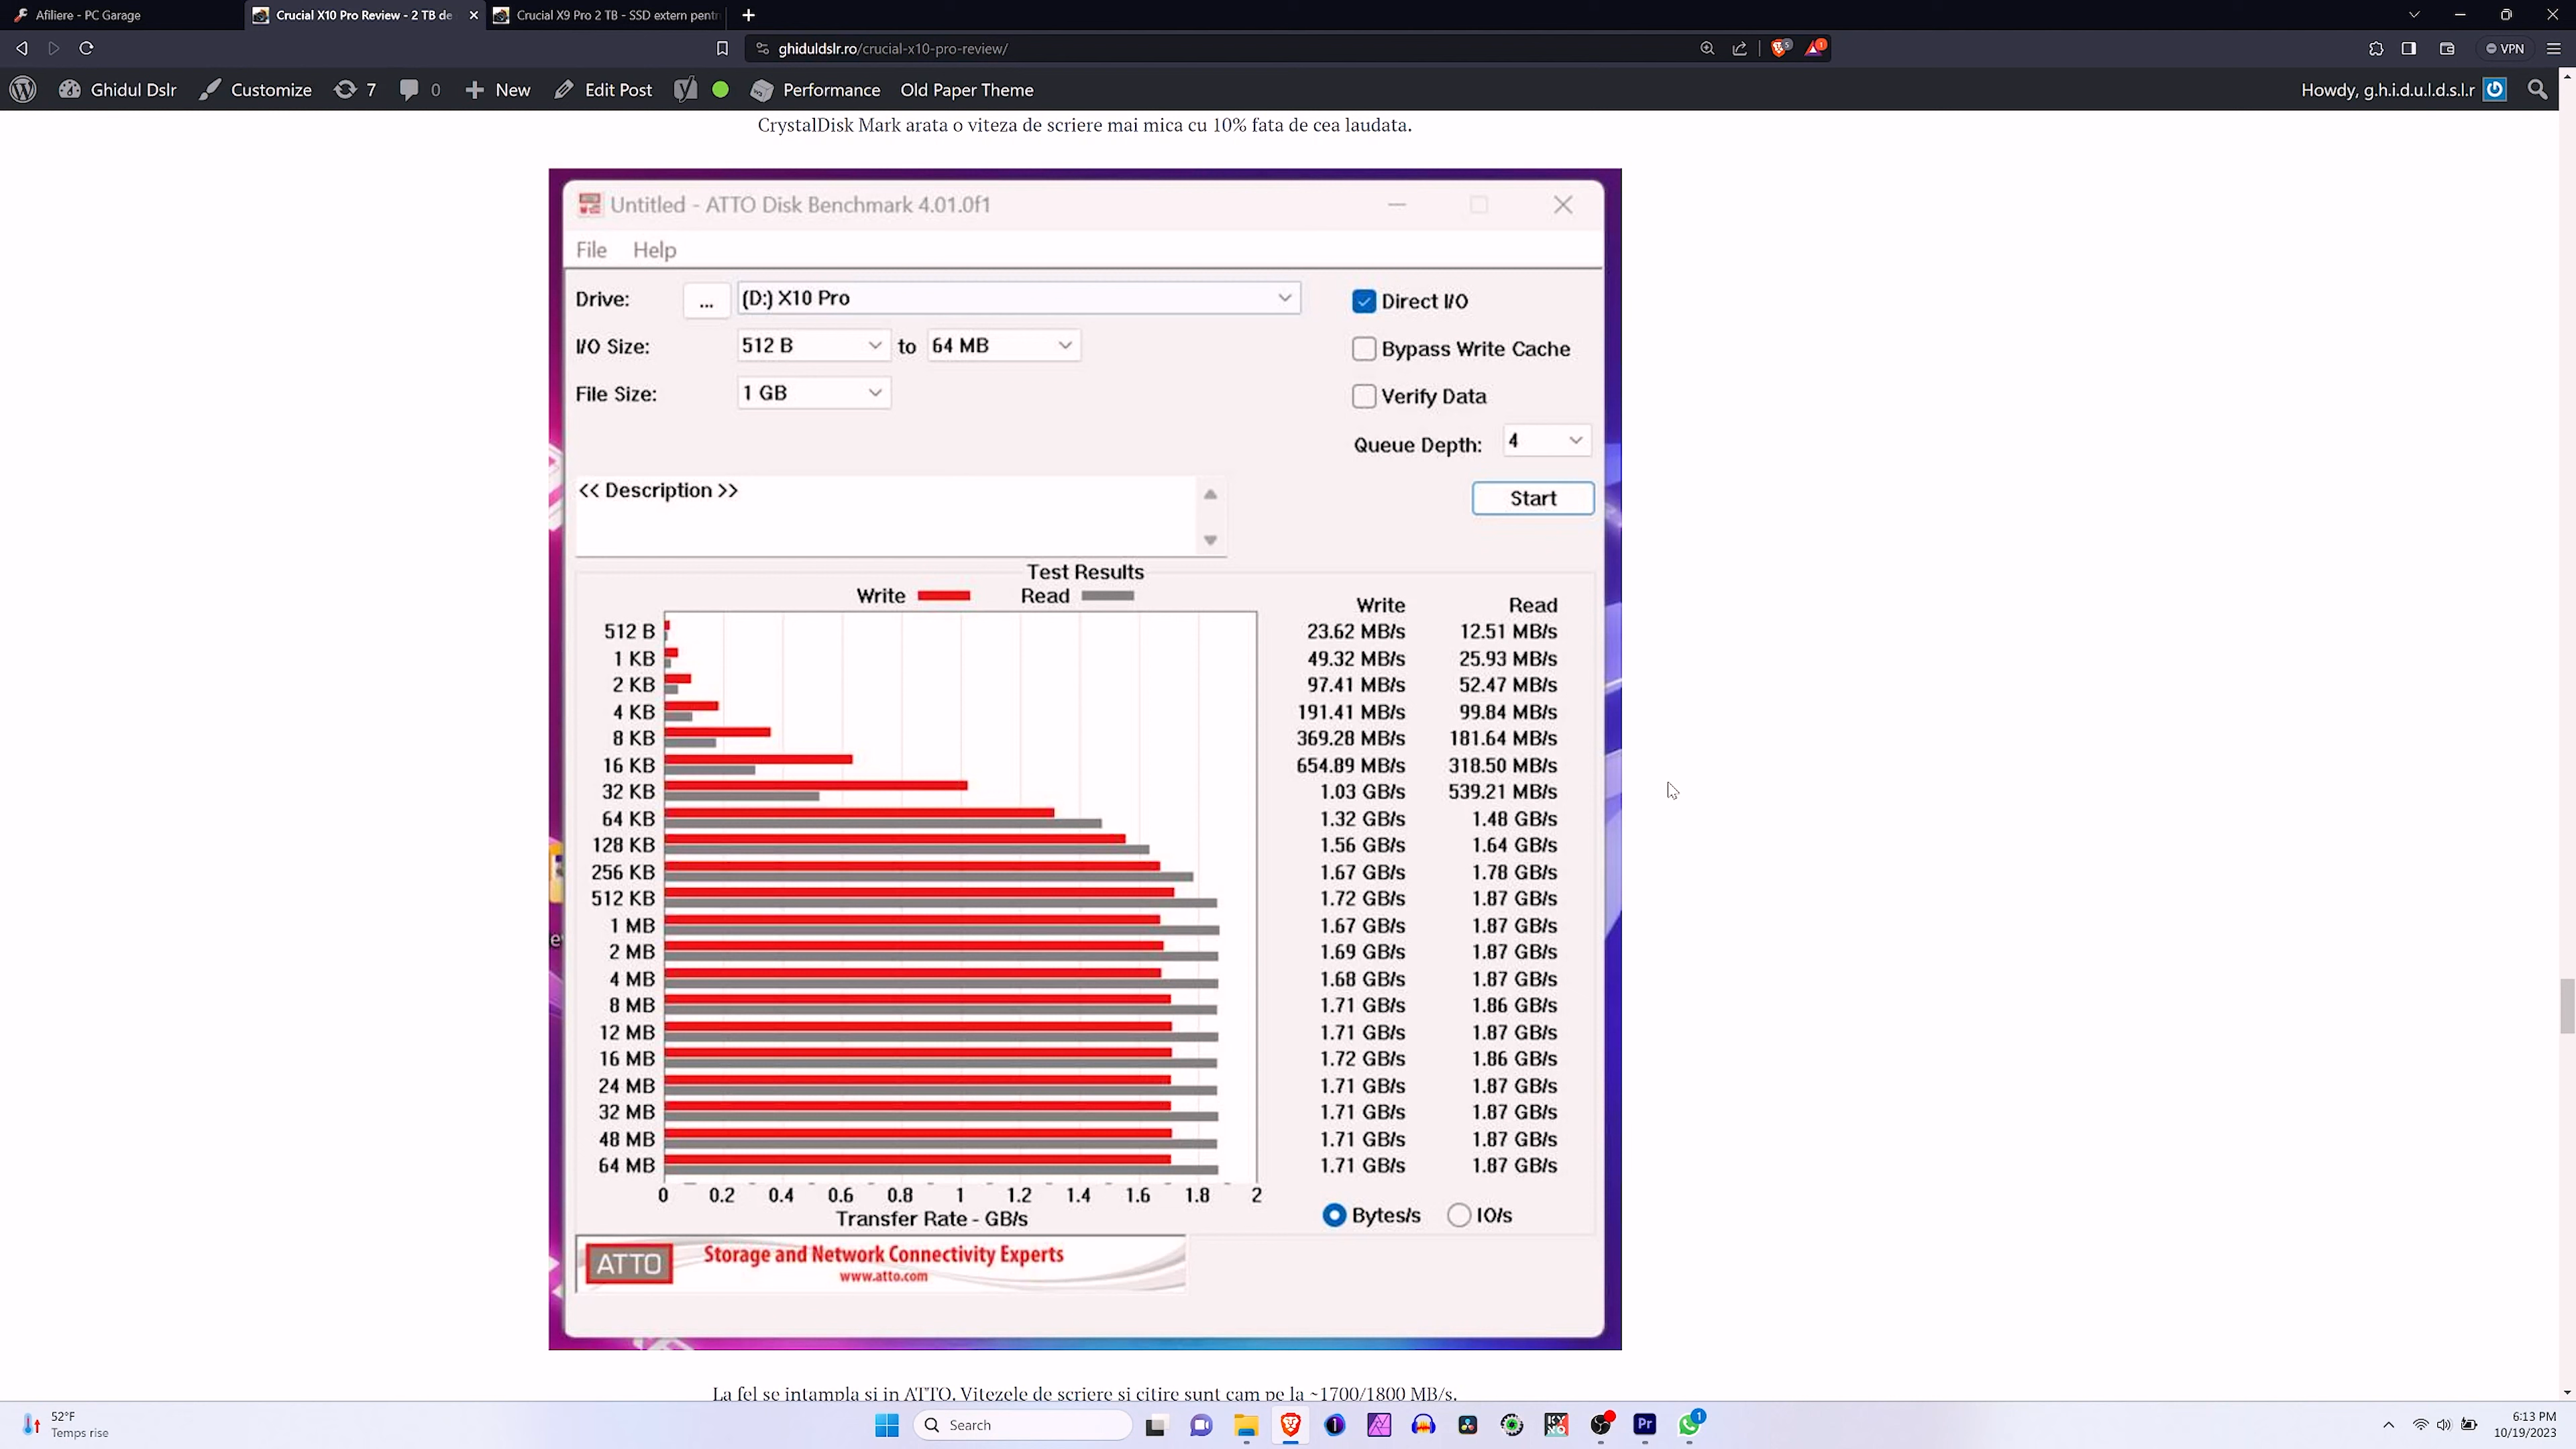 Afiliere - PC Garage
Crucial X10 Pro Review - 2 TB de
Crucial X9 Pro 2 TB - SSD extern pentr
ghiduldslr.ro/crucial-x10-pro-review/
VPN
Ghidul Dslr Customize 7 0 New Edit Post Performance Old Paper Theme Howdy, g.h.i.d.u.l.d.s.l.r
CrystalDisk Mark arata o viteza de scriere mai mica cu 10% fata de cea laudata.
Untitled - ATTO Disk Benchmark 4.01.0f1
File Help
Drive: ... (D:) X10 Pro Direct I/O
I/O Size: 512 B to 64 MB Bypass Write Cache
File Size: 1 GB Verify Data
Queue Depth: 4
<< Description >> Start
Test Results
Write Read Write Read
512 B 23.62 MB/s 12.51 MB/s
1 KB 49.32 MB/s 25.93 MB/s
2 KB 97.41 MB/s 52.47 MB/s
4 KB 191.41 MB/s 99.84 MB/s
8 KB 369.28 MB/s 181.64 MB/s
16 KB 654.89 MB/s 318.50 MB/s
32 KB 1.03 GB/s 539.21 MB/s
64 KB 1.32 GB/s 1.48 GB/s
128 KB 1.56 GB/s 1.64 GB/s
256 KB 1.67 GB/s 1.78 GB/s
512 KB 1.72 GB/s 1.87 GB/s
1 MB 1.67 GB/s 1.87 GB/s
2 MB 1.69 GB/s 1.87 GB/s
4 MB 1.68 GB/s 1.87 GB/s
8 MB 1.71 GB/s 1.86 GB/s
12 MB 1.71 GB/s 1.87 GB/s
16 MB 1.72 GB/s 1.86 GB/s
24 MB 1.71 GB/s 1.87 GB/s
32 MB 1.71 GB/s 1.87 GB/s
48 MB 1.71 GB/s 1.87 GB/s
64 MB 1.71 GB/s 1.87 GB/s
0 0.2 0.4 0.6 0.8 1 1.2 1.4 1.6 1.8 2
Transfer Rate - GB/s Bytes/s IO/s
ATTO Storage and Network Connectivity Experts
www.atto.com
La fel se intampla si in ATTO. Vitezele de scriere si citire sunt cam pe la ~1700/1800 MB/s.
52°F
Temps rise
Search
Pr
1
6:13 PM
10/19/2023